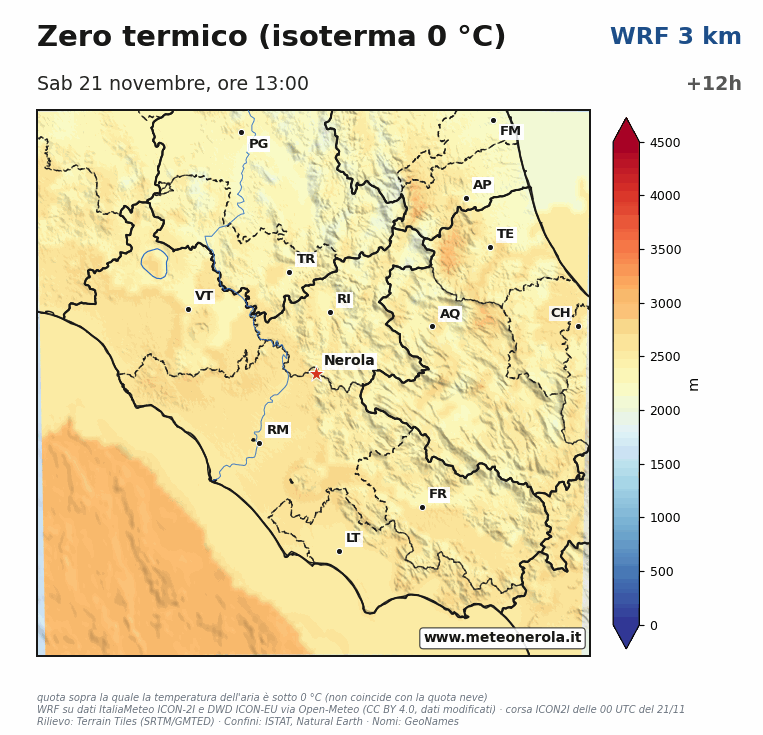 Zero termico (isoterma 0 °C)
WRF 3 km
Sab 21 novembre, ore 13:00
+12h
FM
PG
AP
TE
TR
VT
RI
AQ
CH
Nerola
RM
FR
LT
www.meteonerola.it
4500
4000
3500
3000
2500
2000
1500
1000
500
0
m
quota sopra la quale la temperatura dell'aria è sotto 0 °C (non coincide con la quota neve)
WRF su dati ItaliaMeteo ICON-2I e DWD ICON-EU via Open-Meteo (CC BY 4.0, dati modificati) · corsa ICON2I delle 00 UTC del 21/11
Rilievo: Terrain Tiles (SRTM/GMTED) · Confini: ISTAT, Natural Earth · Nomi: GeoNames